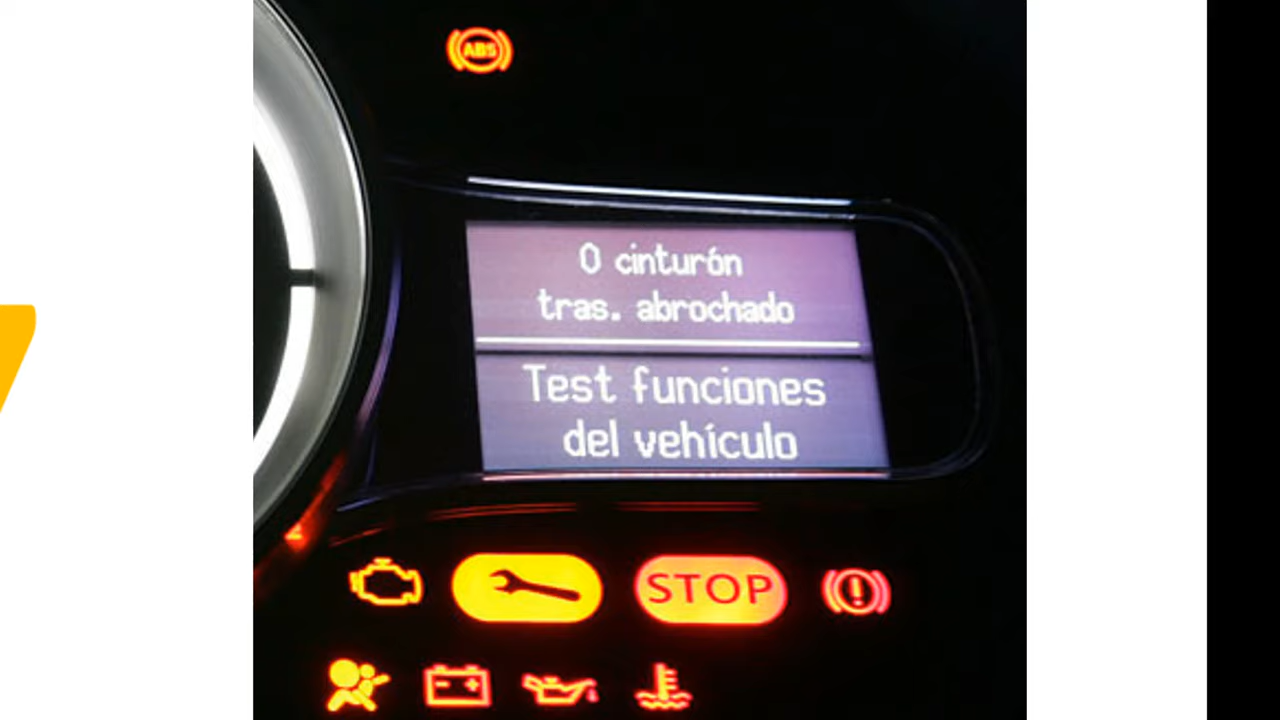 ABS
0 cinturón
tras. abrochado
Test funciones
del vehículo
STOP